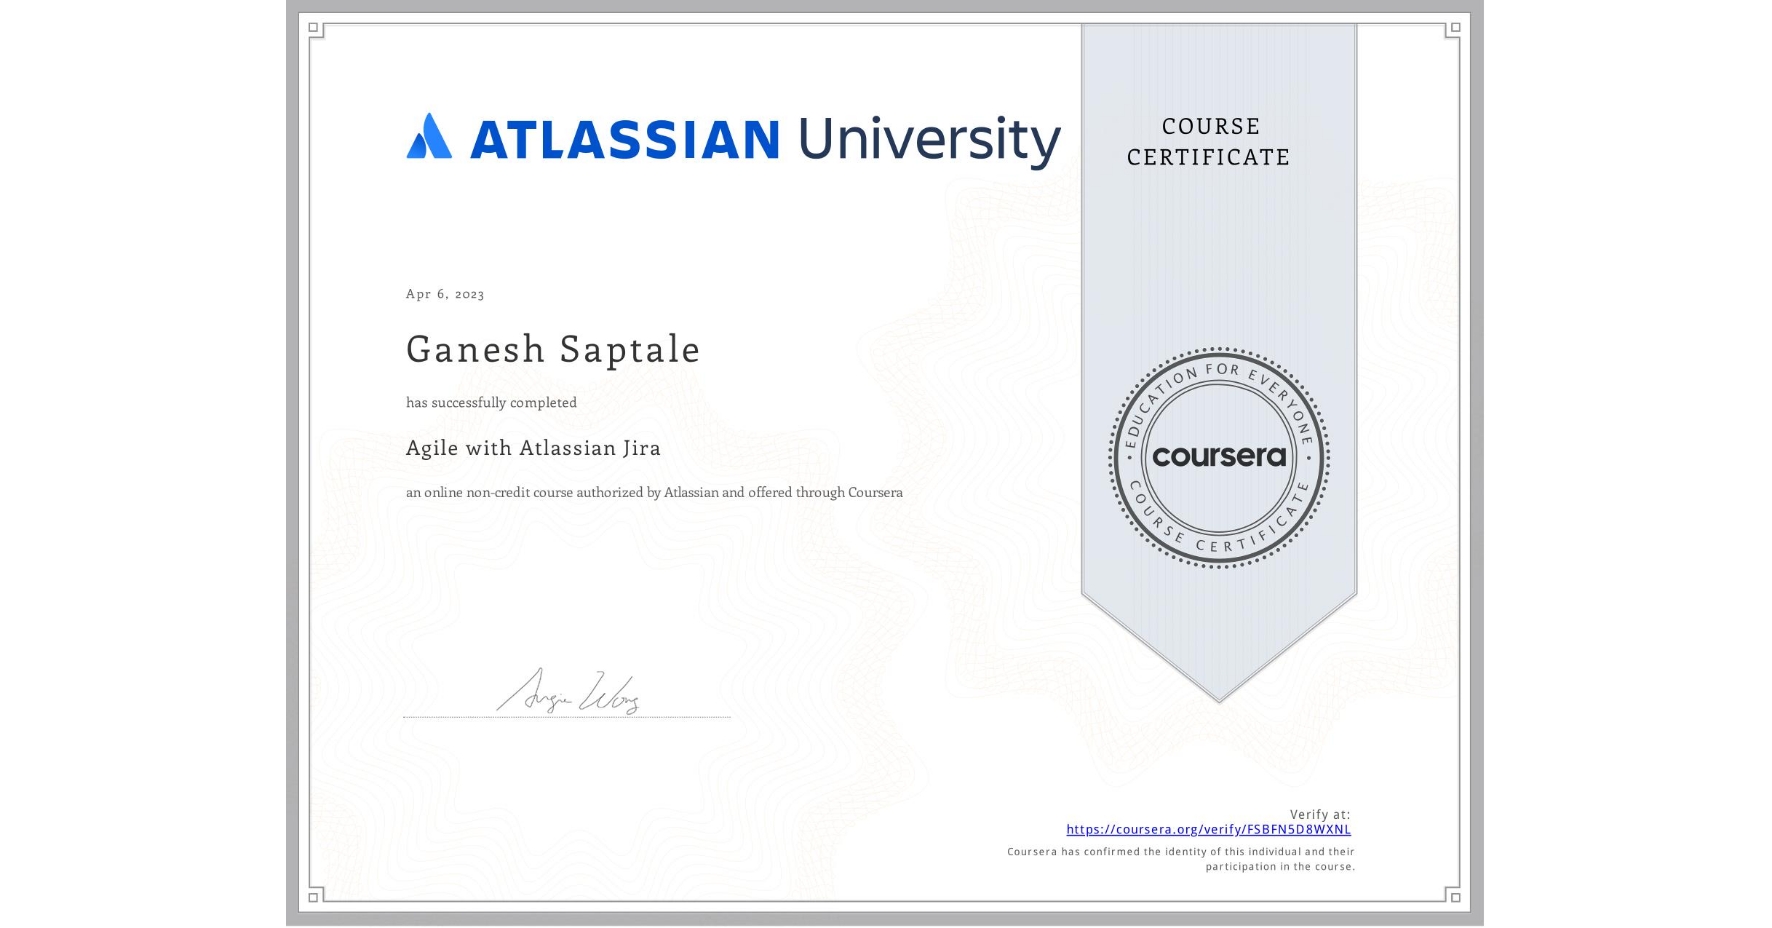 ATLASSIAN University
COURSE
CERTIFICATE
Apr 6, 2023
Ganesh Saptale
has successfully completed
Agile with Atlassian Jira
an online non-credit course authorized by Atlassian and offered through Coursera
EDUCATION FOR EVERYONE
coursera
COURSE CERTIFICATE
Angie Wong
Verify at:
https://coursera.org/verify/FSBFN5D8WXNL
Coursera has confirmed the identity of this individual and their
participation in the course.